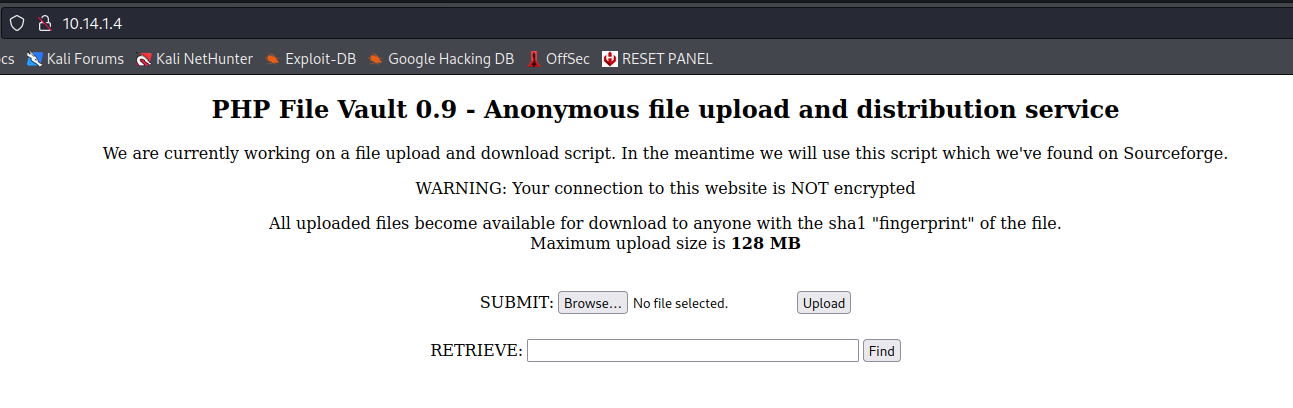 10.14.1.4
cs Kali Forums Kali NetHunter Exploit-DB Google Hacking DB OffSec RESET PANEL
PHP File Vault 0.9 - Anonymous file upload and distribution service
We are currently working on a file upload and download script. In the meantime we will use this script which we've found on Sourceforge.
WARNING: Your connection to this website is NOT encrypted
All uploaded files become available for download to anyone with the sha1 "fingerprint" of the file.
Maximum upload size is 128 MB
SUBMIT: Browse... No file selected. Upload
RETRIEVE: Find